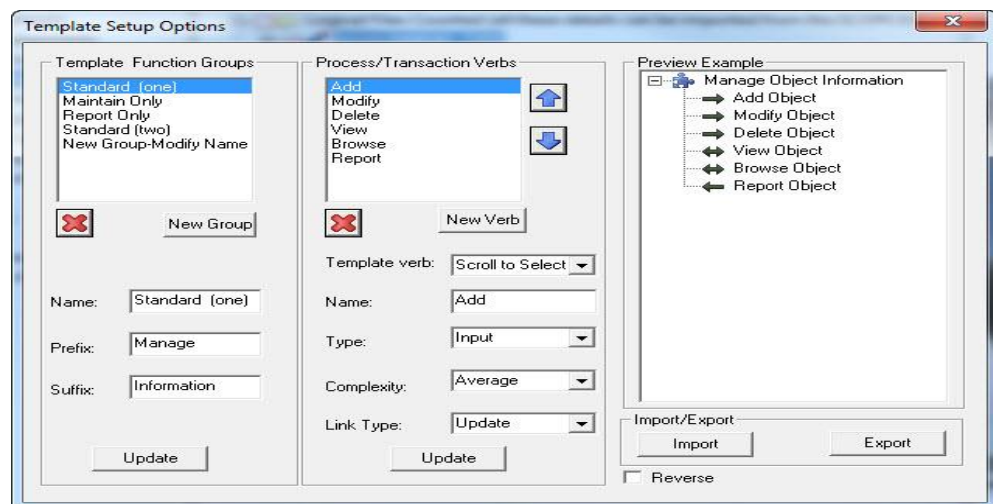 Template Setup Options
Template Function Groups
Standard (one)
Maintain Only
Report Only
Standard (two)
New Group-Modify Name
New Group
Name:
Standard (one)
Prefix:
Manage
Suffix:
Information
Update
Process/Transaction Verbs
Add
Modify
Delete
View
Browse
Report
New Verb
Template verb:
Scroll to Select
Name:
Add
Type:
Input
Complexity:
Average
Link Type:
Update
Update
Preview Example
Manage Object Information
Add Object
Modify Object
Delete Object
View Object
Browse Object
Report Object
Import/Export
Import
Export
Reverse